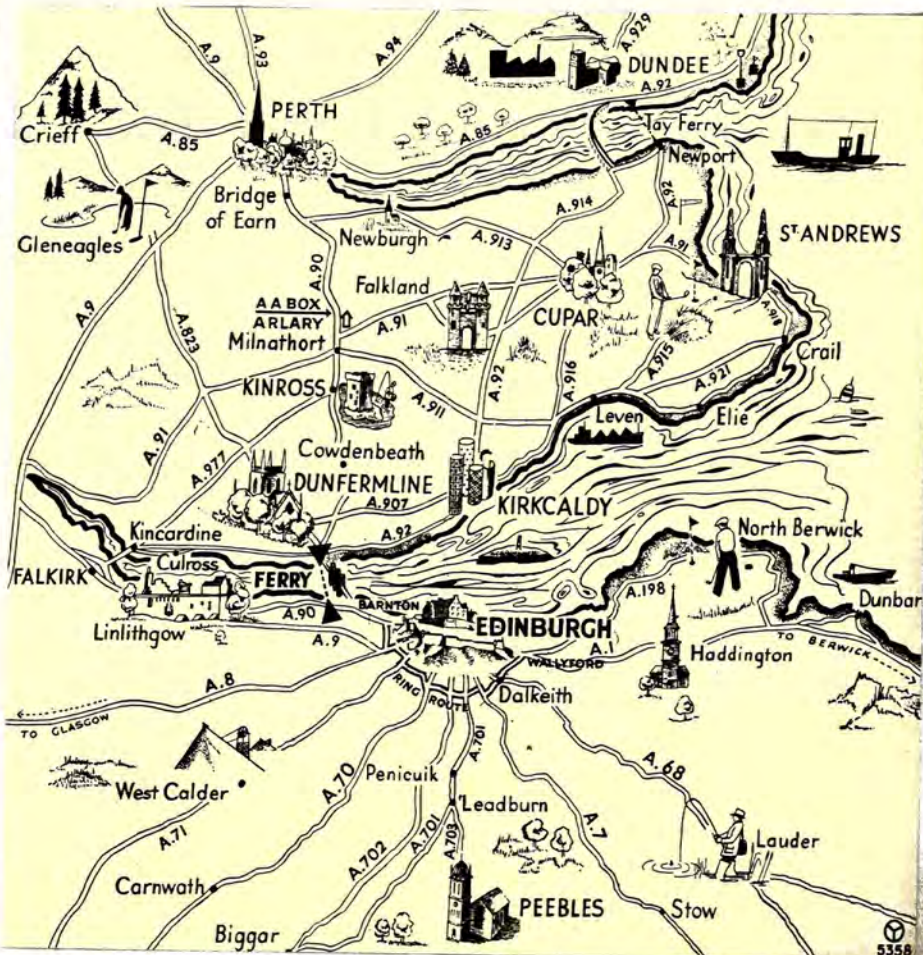 A.9
A.93
A.94
A.929
DUNDEE
A.92
PERTH
Tay Ferry
Crieff
A.85
A.85
Newport
Bridge
of Earn
A.914
A.92
Gleneagles
Newburgh
A.913
A.91
ST. ANDREWS
A.90
A.9
Falkland
A A BOX
ARLARY
A.918
A.823
Milnathort
A.91
CUPAR
Crail
KINROSS
A.92
A.916
A.915
A.921
A.911
Leven
Elie
A.91
A.977
Cowdenbeath
DUNFERMLINE
A.907
KIRKCALDY
Kincardine
A.92
North Berwick
Culross
FALKIRK
FERRY
A.198
Dunbar
BARNTON
A.90
EDINBURGH
Linlithgow
A.9
A.1
TO BERWICK
WALLYFORD
Haddington
A.8
Dalkeith
RING ROUTE
TO GLASGOW
A.701
A.68
West Calder
A.70
Penicuik
Leadburn
A.71
A.702
A.701
A.703
A.7
Lauder
Carnwath
PEEBLES
Stow
Biggar
5358